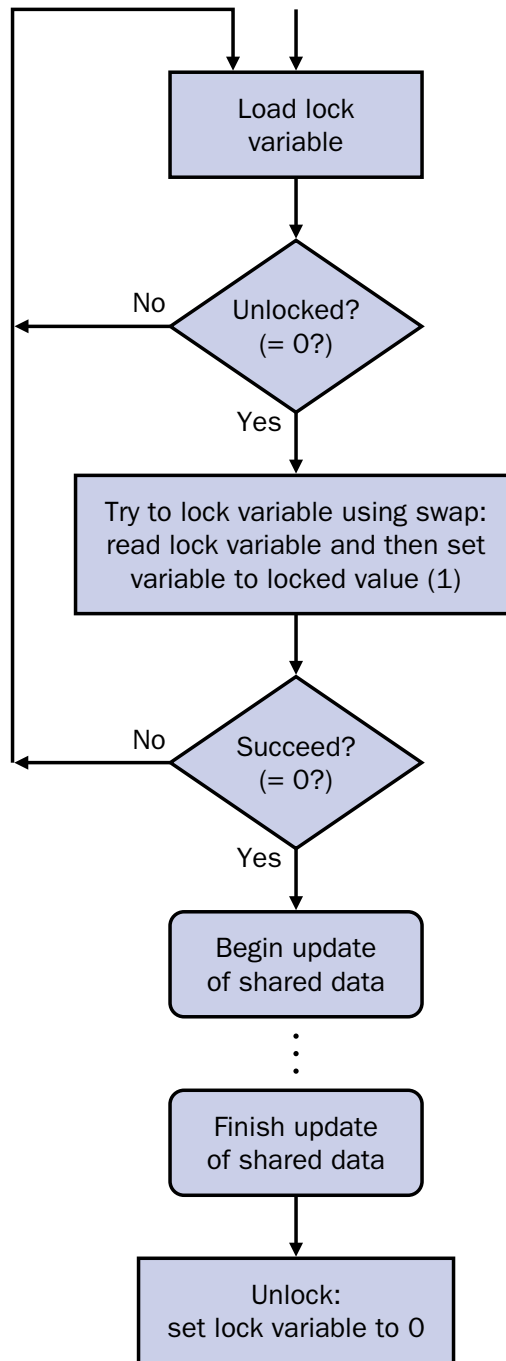 Load lock
variable
No
Unlocked?
(= 0?)
Yes
Try to lock variable using swap:
read lock variable and then set
variable to locked value (1)
No
Succeed?
(= 0?)
Yes
Begin update
of shared data
Finish update
of shared data
Unlock:
set lock variable to 0